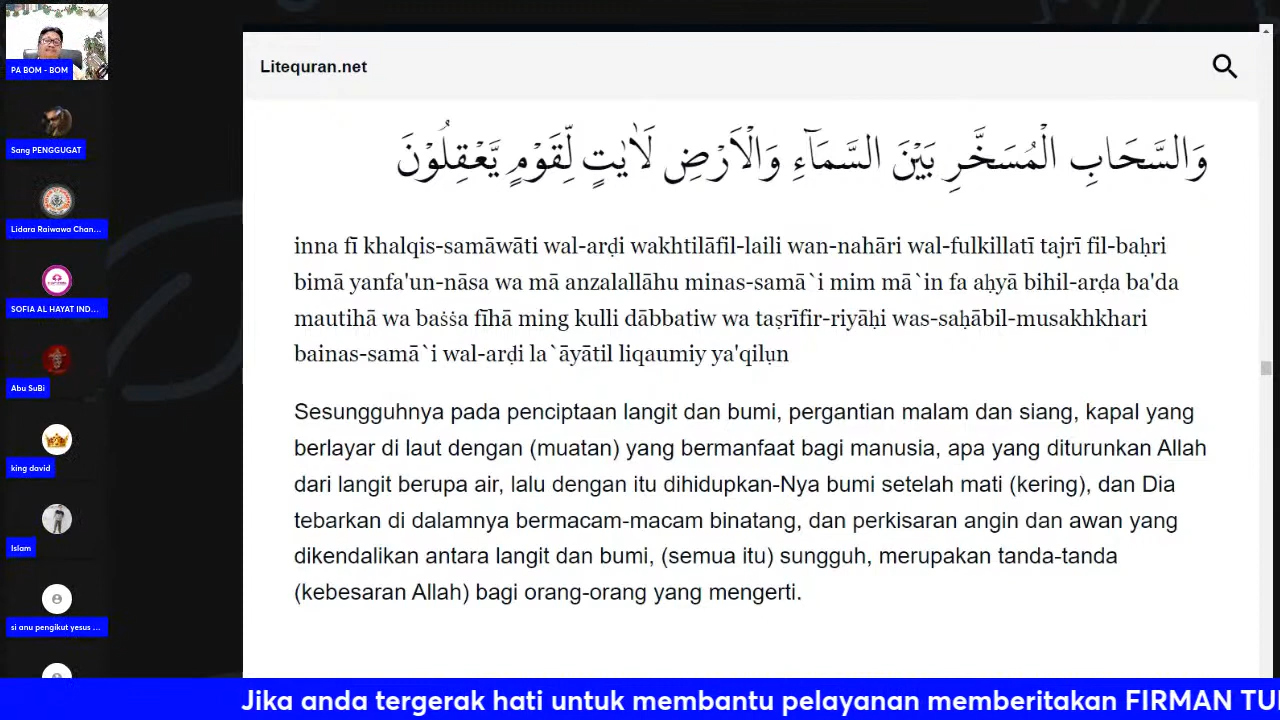 PA BOM - BOM
Sang PENGGUGAT
Lidara Raiwawa Chan...
SOFIA AL HAYAT IND...
Abu SuBi
king david
Islam
si anu pengikut yesus ...
Litequran.net
وَالسَّحَابِ الْمُسَخَّرِ بَيْنَ السَّمَاۤءِ وَالْاَرْضِ لَاٰيٰتٍ لِّقَوْمٍ يَّعْقِلُوْنَ
inna fī khalqis-samāwāti wal-arḍi wakhtilāfil-laili wan-nahāri wal-fulkillatī tajrī fil-baḥri
bimā yanfa'un-nāsa wa mā anzalallāhu minas-samā`i mim mā`in fa aḥyā bihil-arḍa ba'da
mautihā wa baṡṡa fīhā ming kulli dābbatiw wa taṣrīfir-riyāḥi was-saḥābil-musakhkhari
bainas-samā`i wal-arḍi la`āyātil liqaumiy ya'qilụn
Sesungguhnya pada penciptaan langit dan bumi, pergantian malam dan siang, kapal yang
berlayar di laut dengan (muatan) yang bermanfaat bagi manusia, apa yang diturunkan Allah
dari langit berupa air, lalu dengan itu dihidupkan-Nya bumi setelah mati (kering), dan Dia
tebarkan di dalamnya bermacam-macam binatang, dan perkisaran angin dan awan yang
dikendalikan antara langit dan bumi, (semua itu) sungguh, merupakan tanda-tanda
(kebesaran Allah) bagi orang-orang yang mengerti.
Jika anda tergerak hati untuk membantu pelayanan memberitakan FIRMAN TU